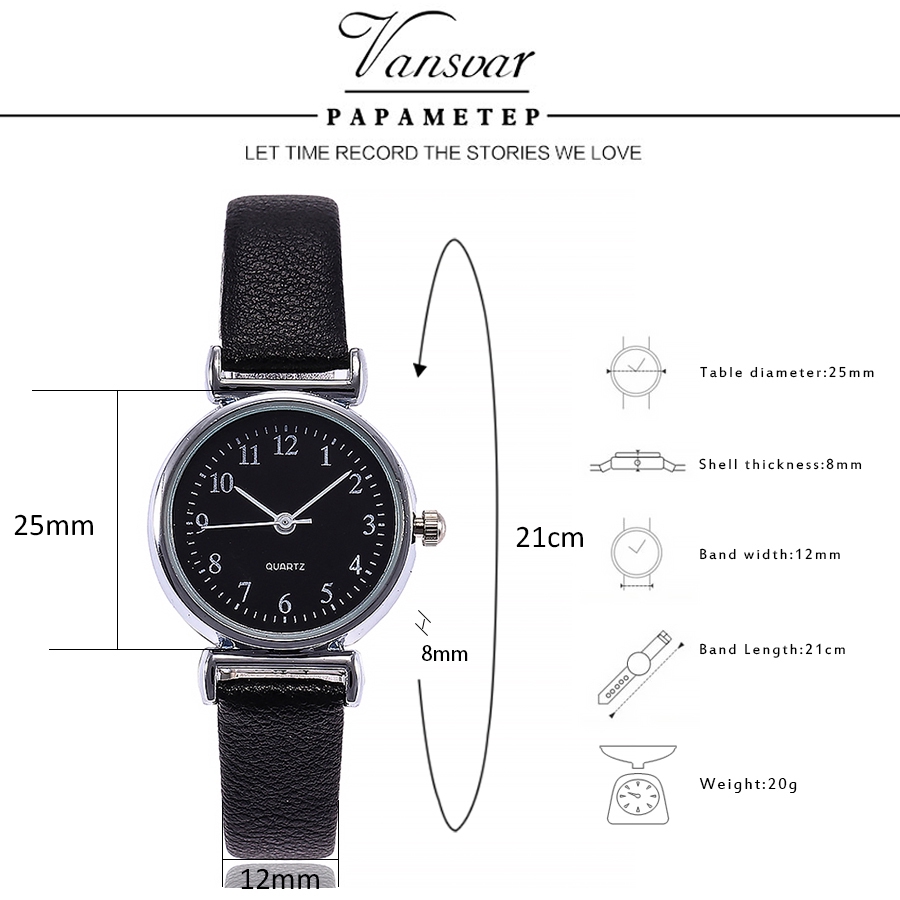 Vansvar
PAPAMETEP
LET TIME RECORD THE STORIES WE LOVE
25mm
12
11
1
10
2
9
3
8
4
QUARTZ
7
5
6
21cm
8mm
12mm
Table diameter:25mm
Shell thickness:8mm
Band width:12mm
Band Length:21cm
Weight:20g